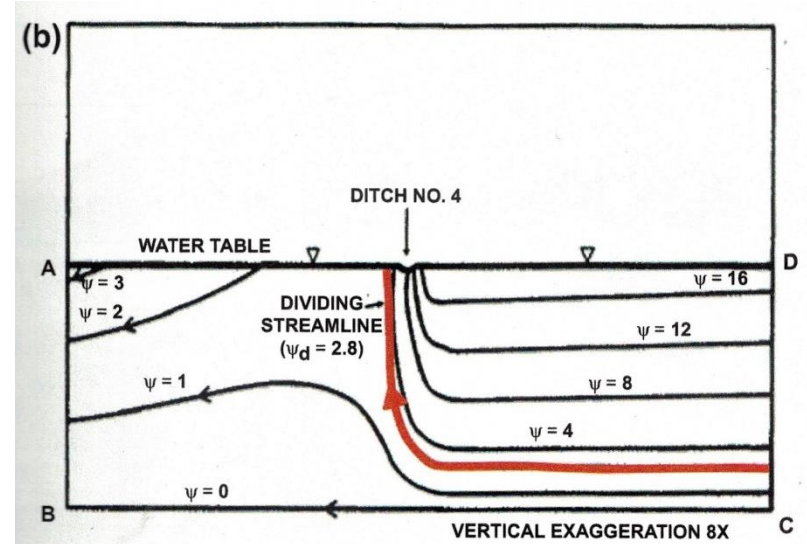 (b)
DITCH NO. 4
WATER TABLE
A
D
ψ = 3
ψ = 16
ψ = 2
DIVIDING
STREAMLINE
(ψd = 2.8)
ψ = 12
ψ = 1
ψ = 8
ψ = 4
ψ = 0
B
C
VERTICAL EXAGGERATION 8X